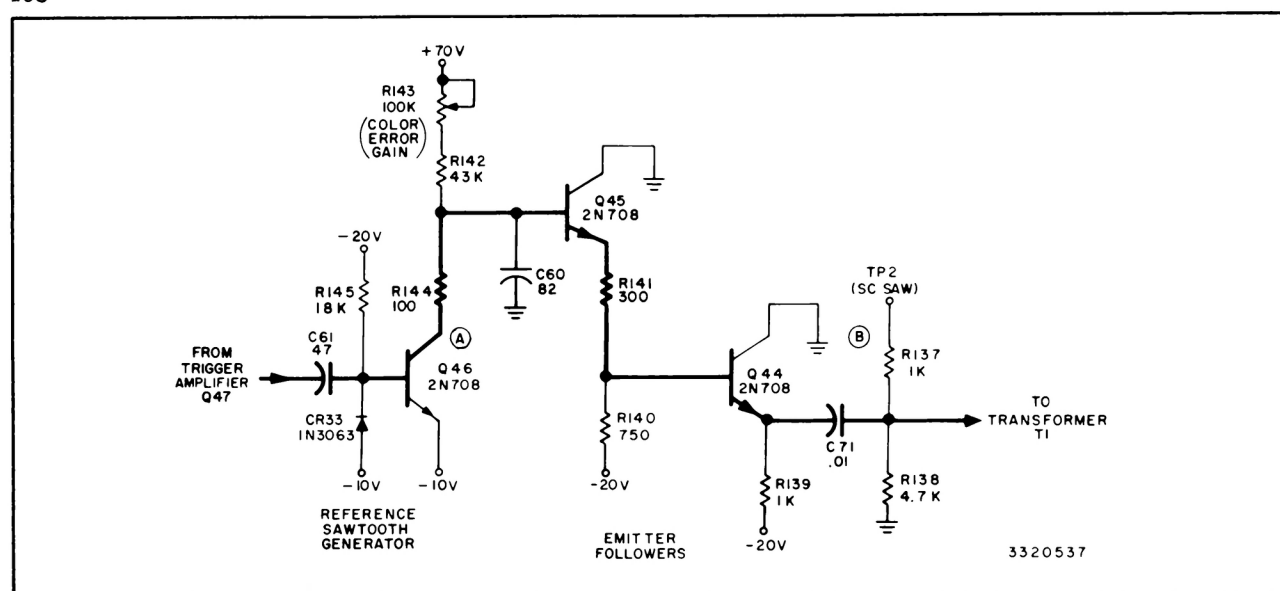 +70V
R143
100K
(COLOR
ERROR
GAIN)
R142
43K
Q45
2N708
-20V
R145
18K
R144
100
C60
82
R141
300
TP2
(SC SAW)
A
B
C61
47
FROM
TRIGGER
AMPLIFIER
Q47
Q46
2N708
Q44
2N708
R137
1K
TO
TRANSFORMER
T1
CR33
1N3063
R140
750
C71
.01
-10V
-10V
-20V
R139
1K
R138
4.7K
REFERENCE
SAWTOOTH
GENERATOR
EMITTER
FOLLOWERS
-20V
3320537